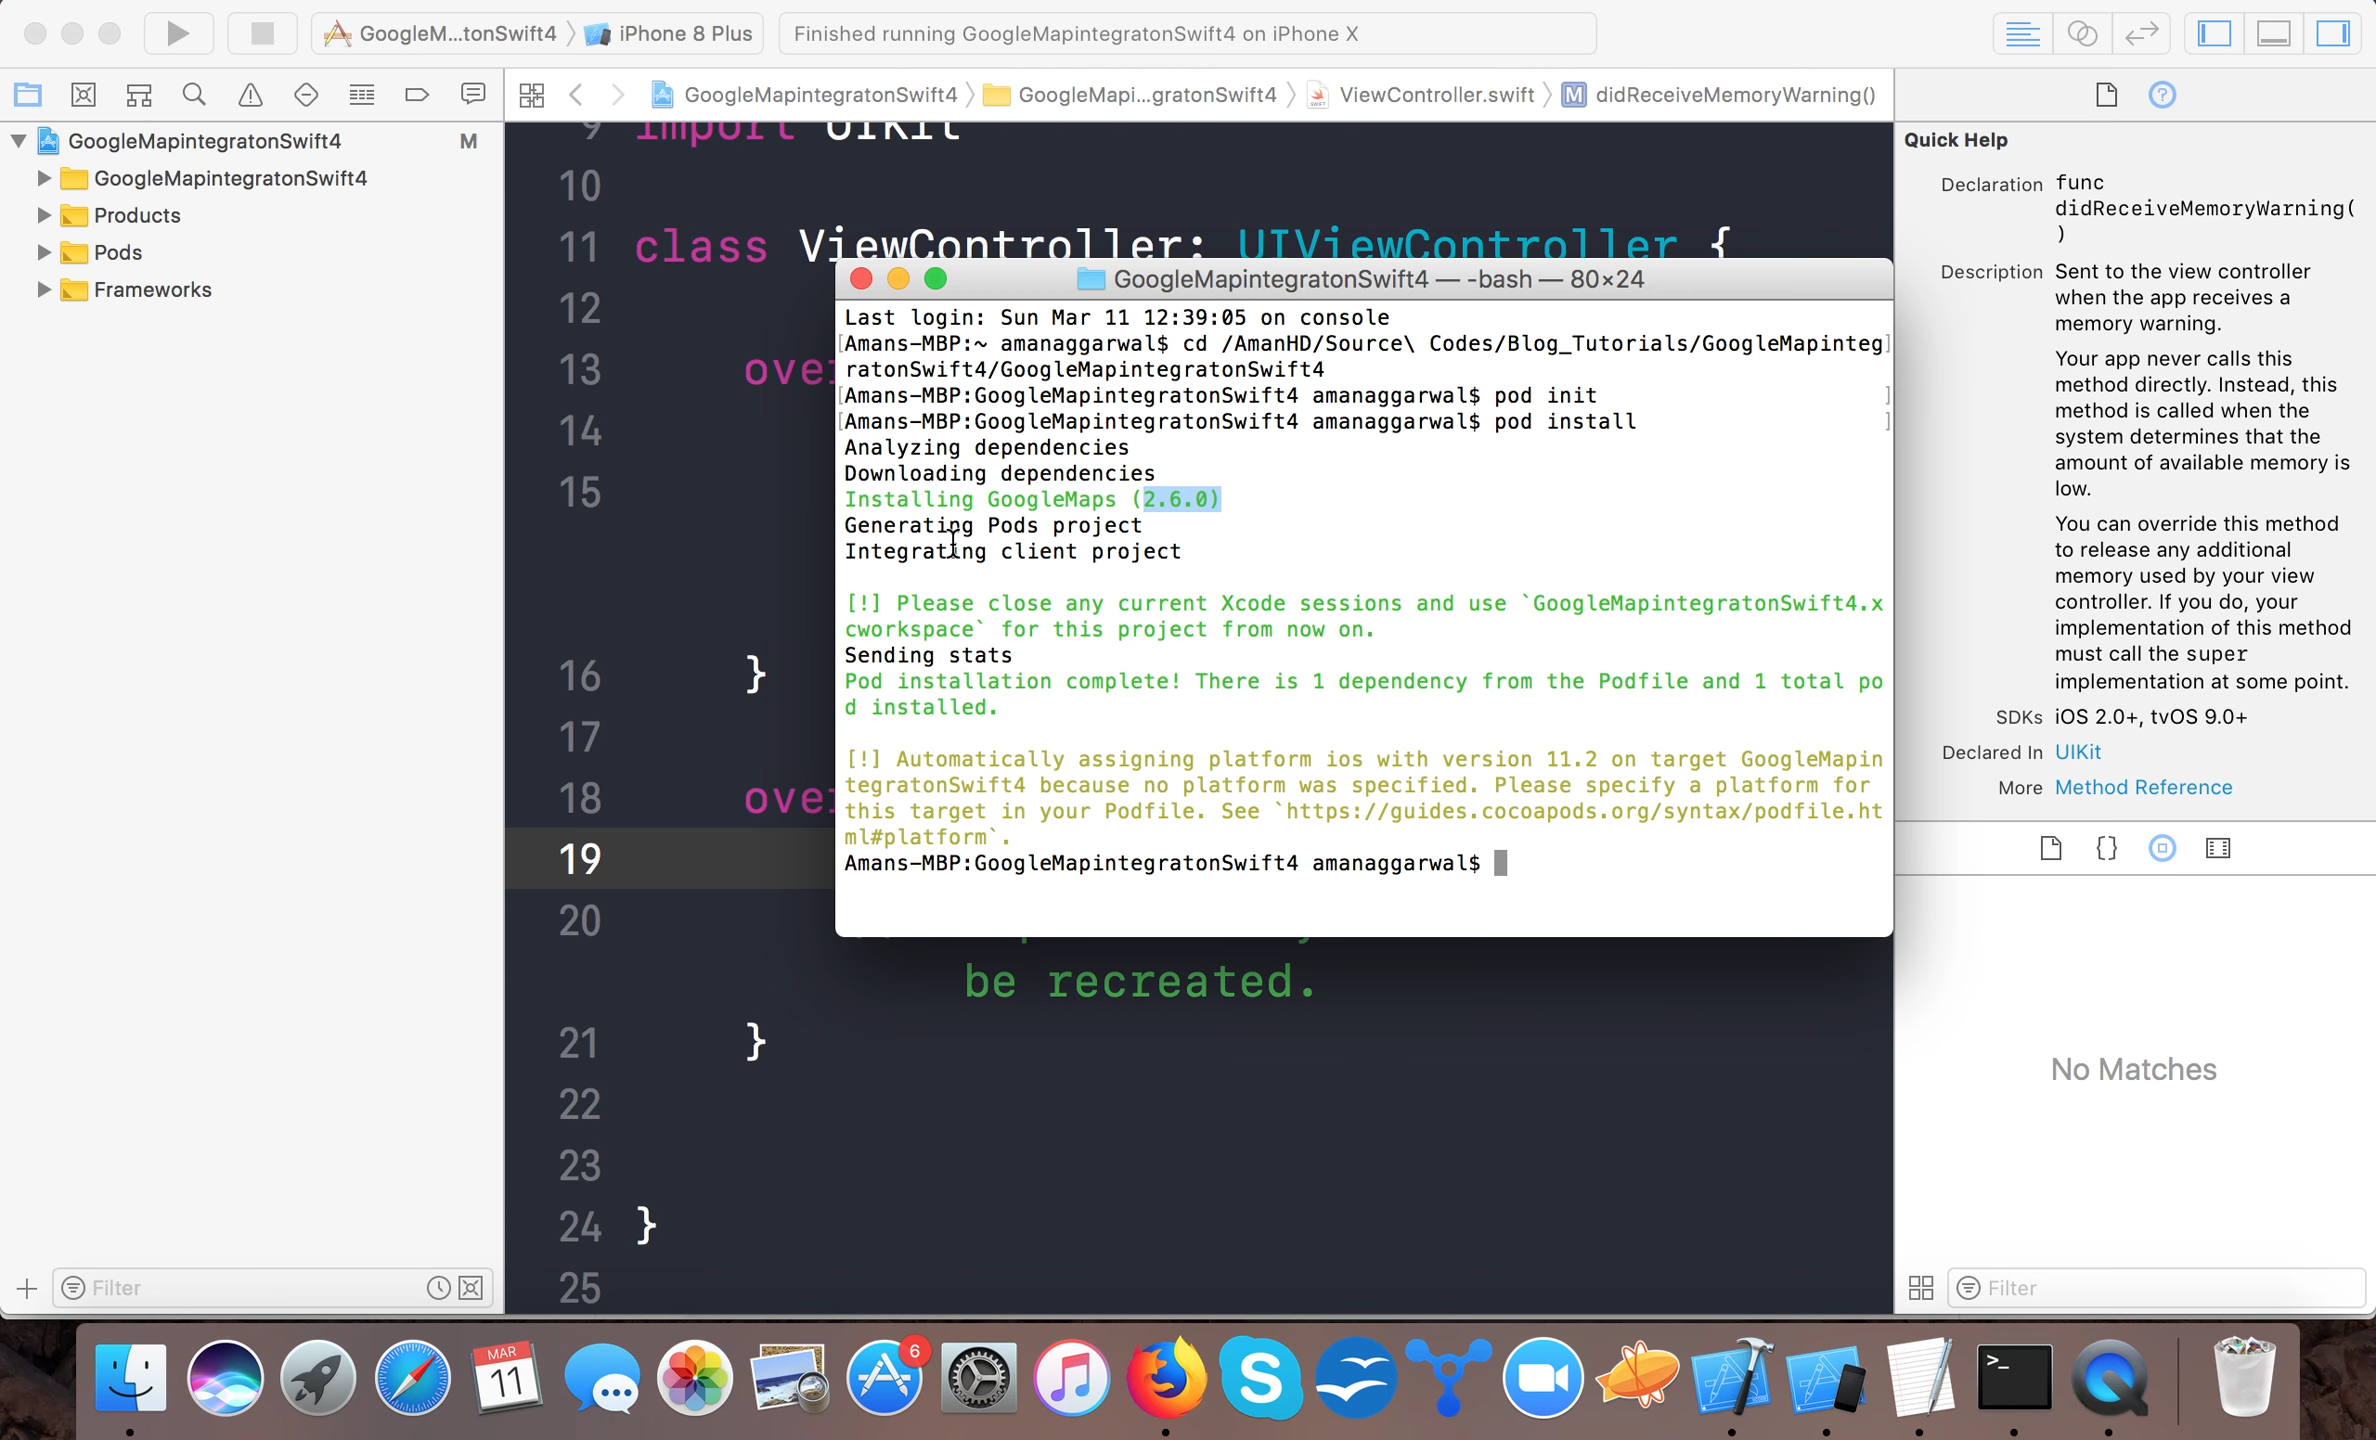 GoogleM...tonSwift4 iPhone 8 Plus
Finished running GoogleMapintegratonSwift4 on iPhone X
GoogleMapintegratonSwift4 GoogleMapi...gratonSwift4 ViewController.swift M didReceiveMemoryWarning()
GoogleMapintegratonSwift4 M
GoogleMapintegratonSwift4
Products
Pods
Frameworks
Filter
9 import UIKit
10
11 class ViewController: UIViewController {
12
13
14
15
16 }
17
18
19
20
be recreated.
21 }
22
23
24 }
25
GoogleMapintegratonSwift4 — -bash — 80×24
Last login: Sun Mar 11 12:39:05 on console
[Amans-MBP:~ amanaggarwal$ cd /AmanHD/Source\ Codes/Blog_Tutorials/GoogleMapinteg]
ratonSwift4/GoogleMapintegratonSwift4
[Amans-MBP:GoogleMapintegratonSwift4 amanaggarwal$ pod init ]
[Amans-MBP:GoogleMapintegratonSwift4 amanaggarwal$ pod install ]
Analyzing dependencies
Downloading dependencies
Installing GoogleMaps (2.6.0)
Generating Pods project
Integrating client project
[!] Please close any current Xcode sessions and use `GoogleMapintegratonSwift4.x
cworkspace` for this project from now on.
Sending stats
Pod installation complete! There is 1 dependency from the Podfile and 1 total po
d installed.
[!] Automatically assigning platform ios with version 11.2 on target GoogleMapin
tegratonSwift4 because no platform was specified. Please specify a platform for
this target in your Podfile. See `https://guides.cocoapods.org/syntax/podfile.ht
ml#platform`.
Amans-MBP:GoogleMapintegratonSwift4 amanaggarwal$
Quick Help
Declaration func
didReceiveMemoryWarning(
)
Description Sent to the view controller
when the app receives a
memory warning.
Your app never calls this
method directly. Instead, this
method is called when the
system determines that the
amount of available memory is
low.
You can override this method
to release any additional
memory used by your view
controller. If you do, your
implementation of this method
must call the super
implementation at some point.
SDKs iOS 2.0+, tvOS 9.0+
Declared In UIKit
More Method Reference
{}
No Matches
Filter
MAR
11
6
S
>_